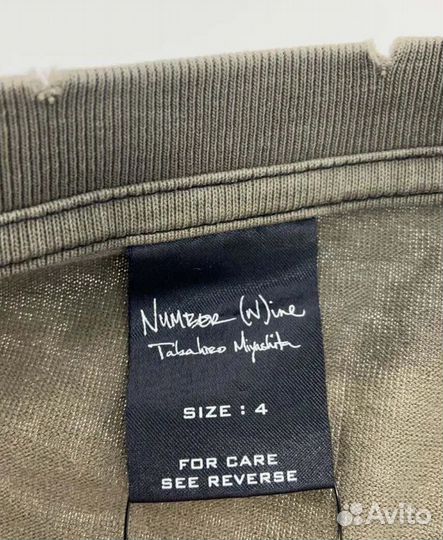 NUMBER (N)ine
Takahiro Miyashita
SIZE : 4
FOR CARE
SEE REVERSE
Avito